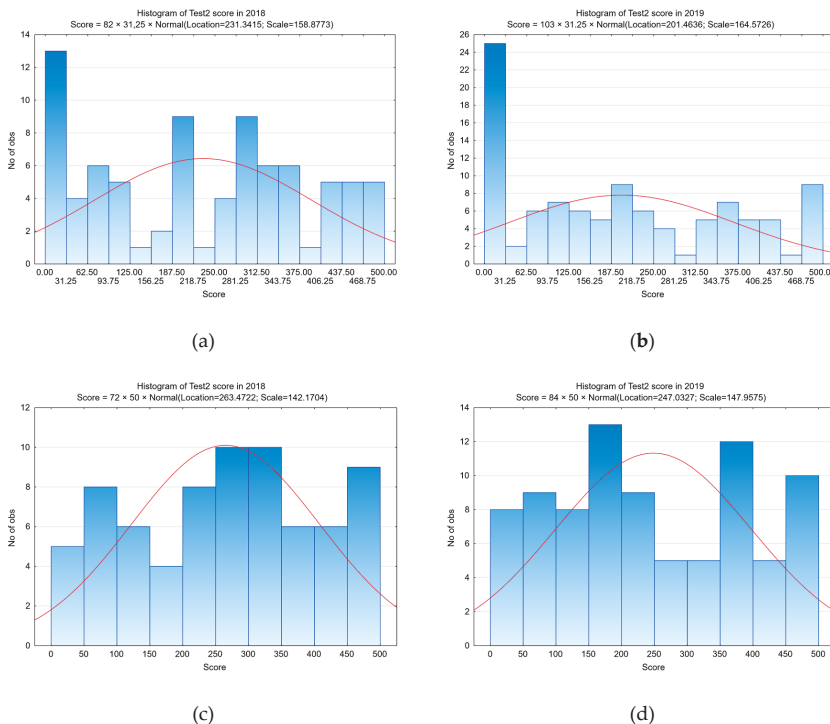 Histogram of Test2 score in 2018
Score = 82 × 31,25 × Normal(Location=231.3415; Scale=158.8773)
14
12
10
8
6
4
2
0
No of obs
0.00 62.50 125.00 187.50 250.00 312.50 375.00 437.50 500.00
31.25 93.75 156.25 218.75 281.25 343.75 406.25 468.75
Score
(a)
Histogram of Test2 score in 2019
Score = 103 × 31.25 × Normal(Location=201.4636; Scale=164.5726)
26
24
22
20
18
16
14
12
10
8
6
4
2
0
No of obs
0.00 62.50 125.00 187.50 250.00 312.50 375.00 437.50 500.00
31.25 93.75 156.25 218.75 281.25 343.75 406.25 468.75
Score
(b)
Histogram of Test2 score in 2018
Score = 72 × 50 × Normal(Location=263.4722; Scale=142.1704)
12
10
8
6
4
2
0
No of obs
0 50 100 150 200 250 300 350 400 450 500
Score
(c)
Histogram of Test2 score in 2019
Score = 84 × 50 × Normal(Location=247.0327; Scale=147.9575)
14
12
10
8
6
4
2
0
No of obs
0 50 100 150 200 250 300 350 400 450 500
Score
(d)